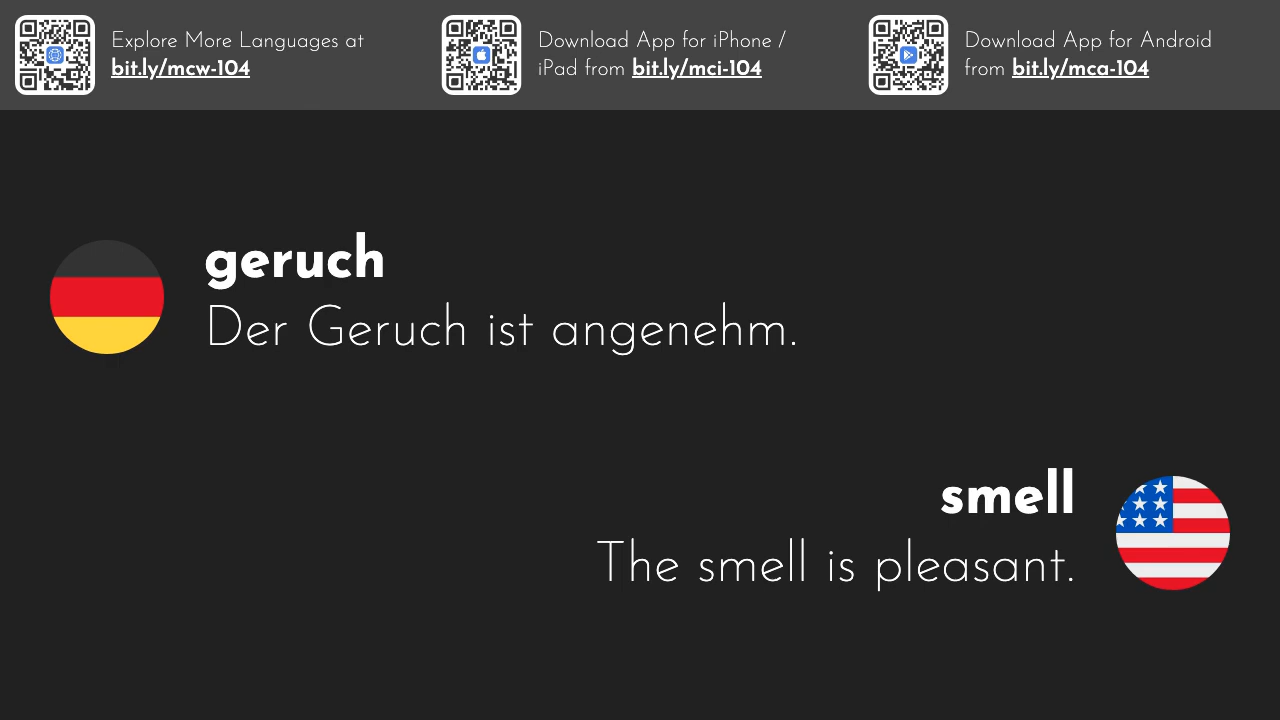 Explore More Languages at
bit.ly/mcw-104
Download App for iPhone /
iPad from bit.ly/mci-104
Download App for Android
from bit.ly/mca-104
geruch
Der Geruch ist angenehm.
smell
The smell is pleasant.